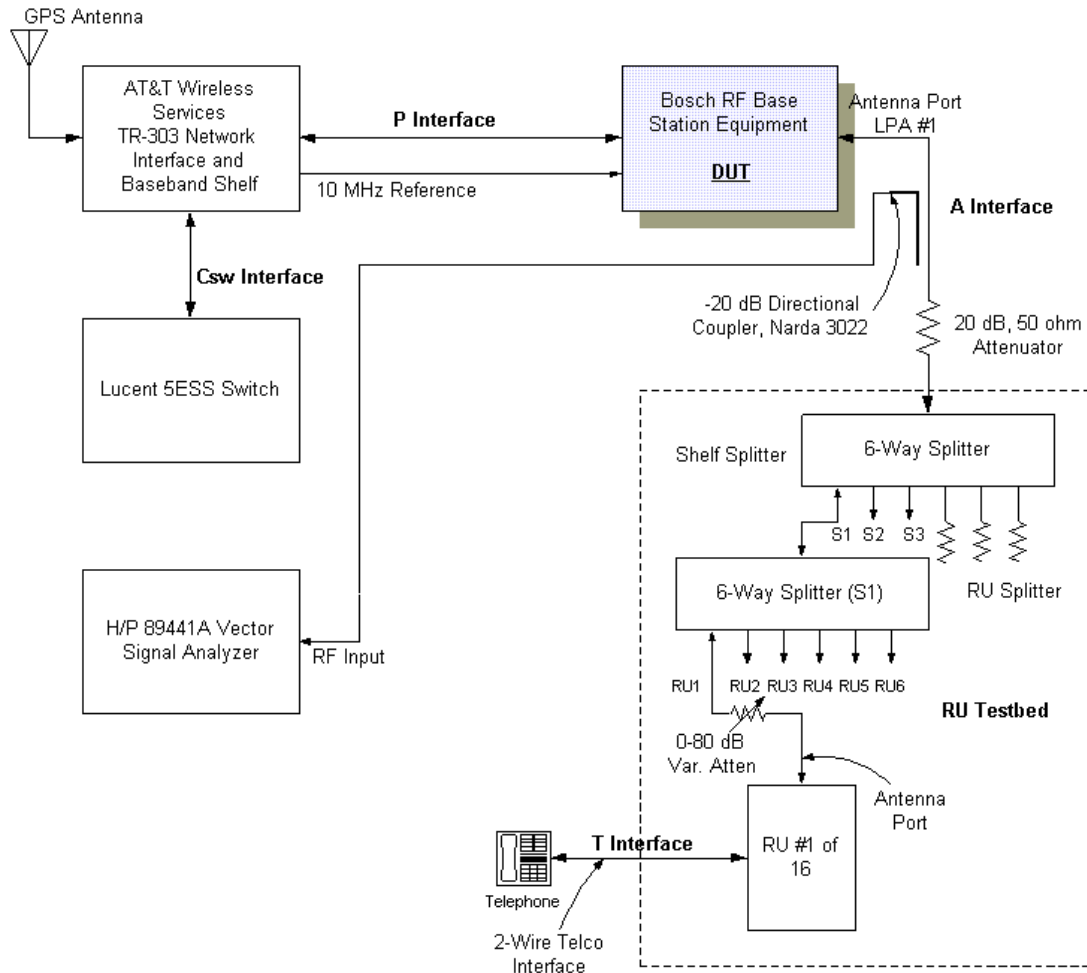 GPS Antenna
AT&T Wireless
Services
TR-303 Network
Interface and
Baseband Shelf
P Interface
10 MHz Reference
Bosch RF Base
Station Equipment
DUT
Antenna Port
LPA #1
A Interface
Csw Interface
-20 dB Directional
Coupler, Narda 3022
20 dB, 50 ohm
Attenuator
Lucent 5ESS Switch
Shelf Splitter
6-Way Splitter
S1
S2
S3
6-Way Splitter (S1)
RU Splitter
H/P 89441A Vector
Signal Analyzer
RF Input
RU1
RU2
RU3
RU4
RU5
RU6
RU Testbed
0-80 dB
Var. Atten
Antenna
Port
T Interface
RU #1 of
16
Telephone
2-Wire Telco
Interface